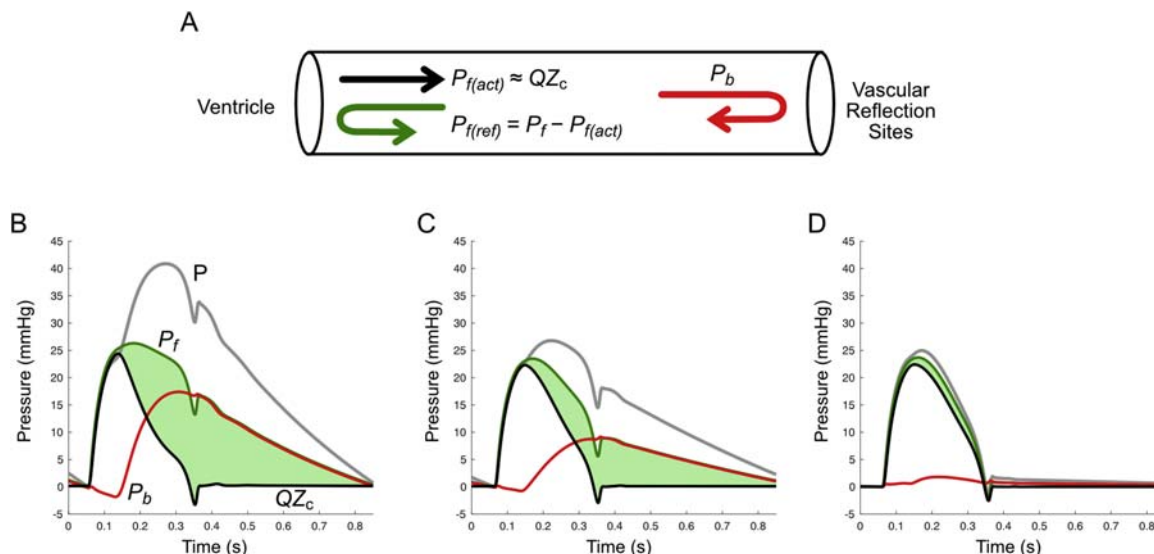 A
Ventricle
P_f(act) ≈ QZ_c
P_f(ref) = P_f − P_f(act)
P_b
Vascular
Reflection
Sites
B
Pressure (mmHg)
45
40
35
30
25
20
15
10
5
0
-5
P
P_f
P_b
QZ_c
0 0.1 0.2 0.3 0.4 0.5 0.6 0.7 0.8
Time (s)
C
Pressure (mmHg)
45
40
35
30
25
20
15
10
5
0
-5
0 0.1 0.2 0.3 0.4 0.5 0.6 0.7 0.8
Time (s)
D
Pressure (mmHg)
45
40
35
30
25
20
15
10
5
0
-5
0 0.1 0.2 0.3 0.4 0.5 0.6 0.7 0.8
Time (s)